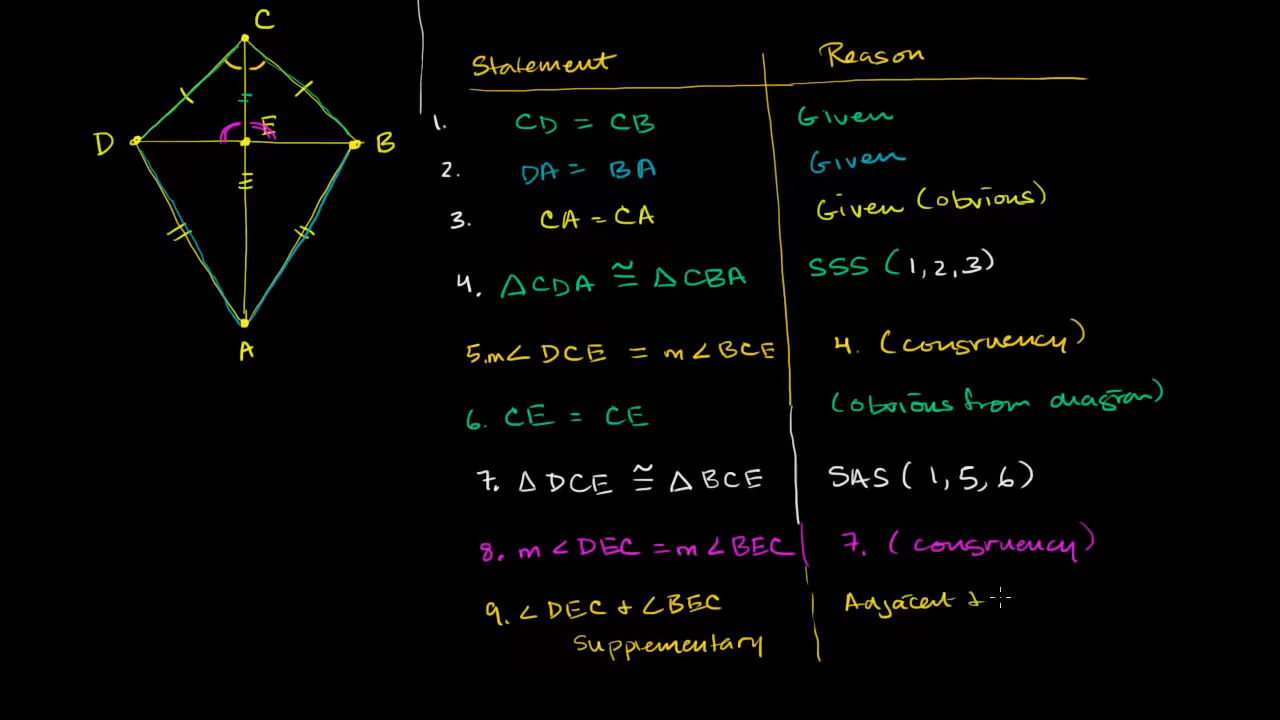 C
D
E
B
A
Statement Reason
1. CD = CB Given
2. DA = BA Given
3. CA = CA Given (obvious)
4. △CDA ≅ △CBA SSS (1,2,3)
5. m∠DCE = m∠BCE 4. (congruency)
6. CE = CE (obvious from diagram)
7. △DCE ≅ △BCE SAS (1,5,6)
8. m∠DEC = m∠BEC 7. (congruency)
9. ∠DEC + ∠BEC Adjacent +
Supplementary